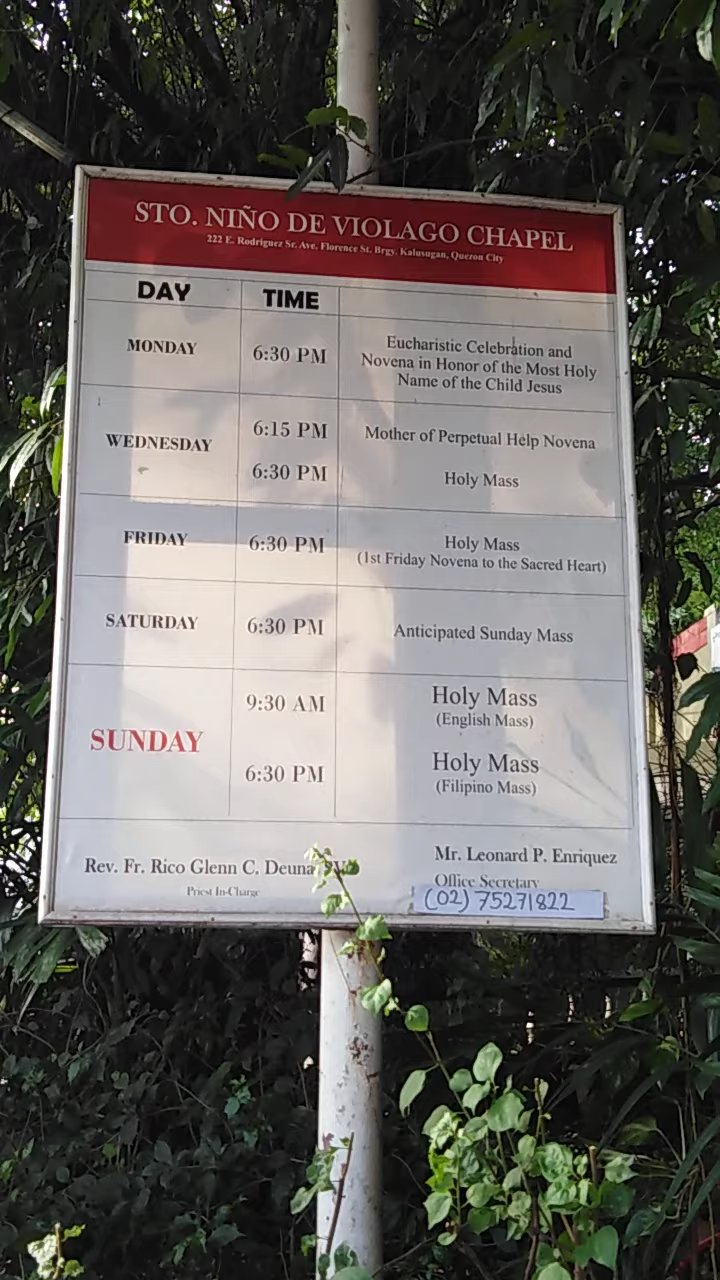 STO. NIÑO DE VIOLAGO CHAPEL
222 E. Rodriguez Sr. Ave. Florence St. Brgy. Kalusugan, Quezon City
DAY TIME
MONDAY 6:30 PM Eucharistic Celebration and
Novena in Honor of the Most Holy
Name of the Child Jesus
WEDNESDAY 6:15 PM Mother of Perpetual Help Novena
6:30 PM Holy Mass
FRIDAY 6:30 PM Holy Mass
(1st Friday Novena to the Sacred Heart)
SATURDAY 6:30 PM Anticipated Sunday Mass
SUNDAY 9:30 AM Holy Mass
(English Mass)
6:30 PM Holy Mass
(Filipino Mass)
Rev. Fr. Rico Glenn C. Deuna
Priest In-Charge
Mr. Leonard P. Enriquez
Office Secretary
(02) 75271822